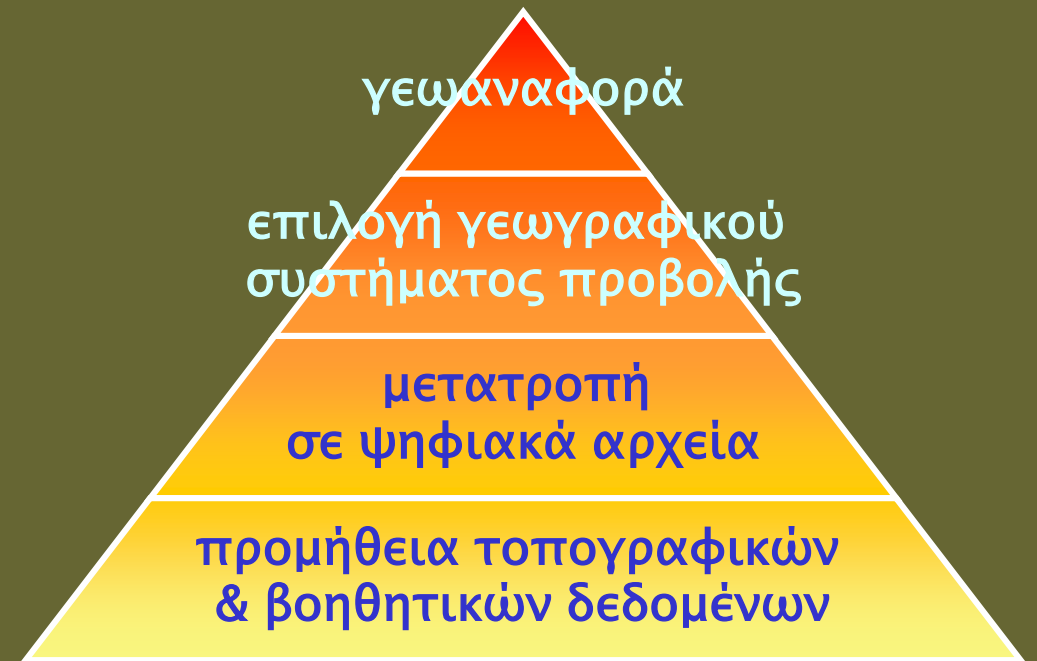 γεωαναφορά
επιλογή γεωγραφικού
συστήματος προβολής
μετατροπή
σε ψηφιακά αρχεία
προμήθεια τοπογραφικών
& βοηθητικών δεδομένων